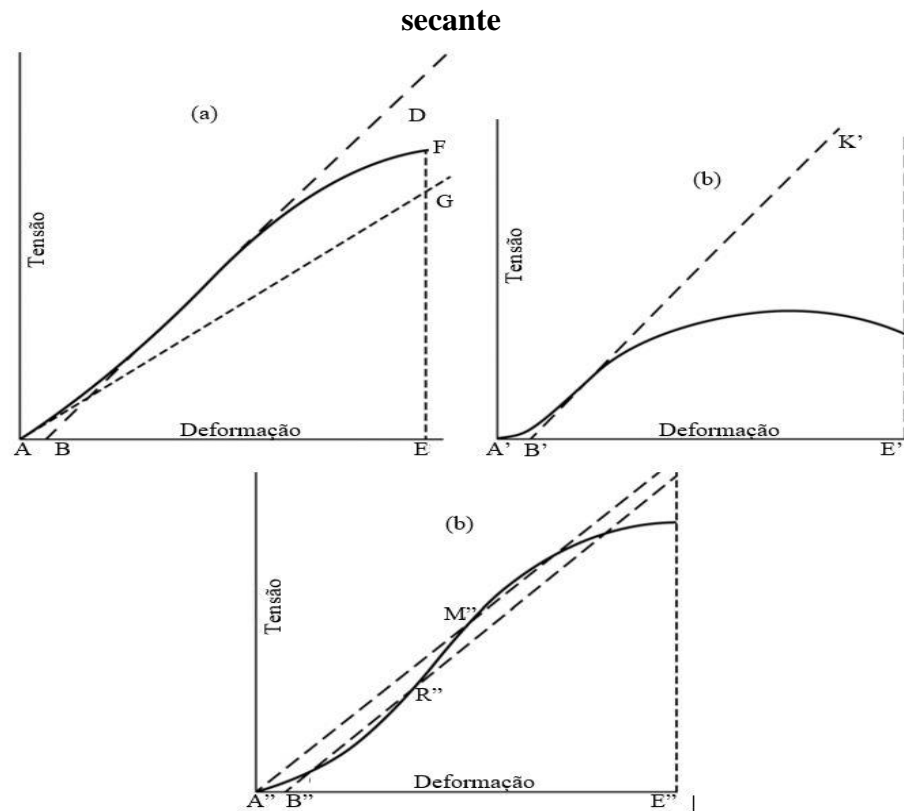 secante
(a)
D
F
G
Tensão
Deformação
A B E
(b)
K’
Tensão
Deformação
A’ B’ E’
(b)
M”
R”
Tensão
Deformação
A” B” E”